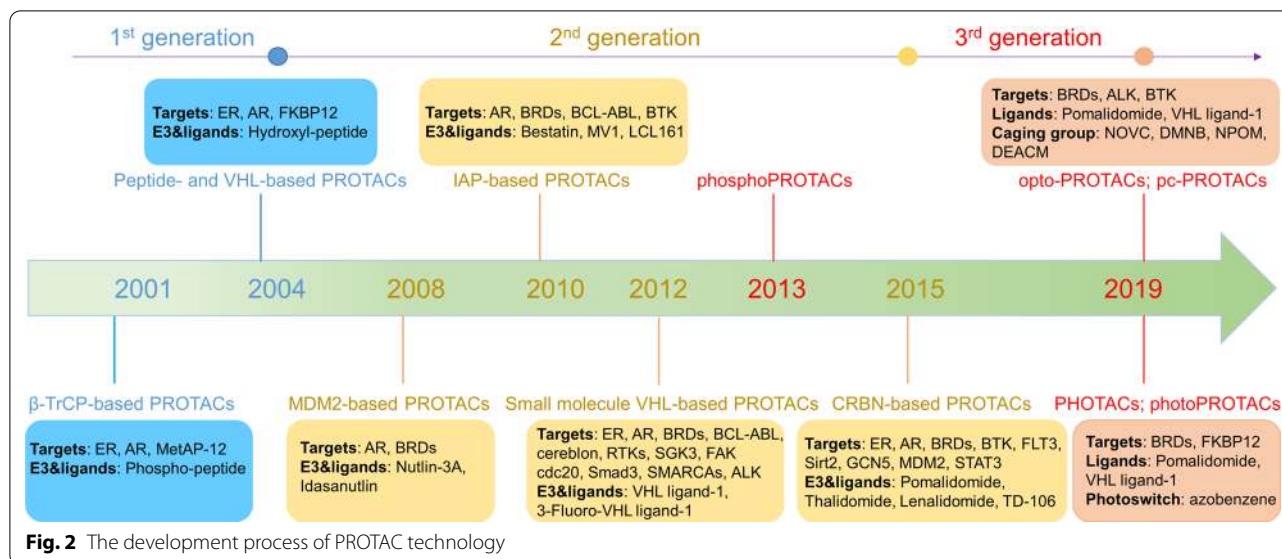 1st generation
2nd generation
3rd generation
Targets: ER, AR, FKBP12
E3&ligands: Hydroxyl-peptide
Peptide- and VHL-based PROTACs
Targets: AR, BRDs, BCL-ABL, BTK
E3&ligands: Bestatin, MV1, LCL161
IAP-based PROTACs
phosphoPROTACs
Targets: BRDs, ALK, BTK
Ligands: Pomalidomide, VHL ligand-1
Caging group: NOVC, DMNB, NPOM,
DEACM
opto-PROTACs; pc-PROTACs
2001
2004
2008
2010
2012
2013
2015
2019
β-TrCP-based PROTACs
Targets: ER, AR, MetAP-12
E3&ligands: Phospho-peptide
MDM2-based PROTACs
Targets: AR, BRDs
E3&ligands: Nutlin-3A,
Idasanutlin
Small molecule VHL-based PROTACs
Targets: ER, AR, BRDs, BCL-ABL,
cereblon, RTKs, SGK3, FAK
cdc20, Smad3, SMARCAs, ALK
E3&ligands: VHL ligand-1,
3-Fluoro-VHL ligand-1
CRBN-based PROTACs
Targets: ER, AR, BRDs, BTK, FLT3,
Sirt2, GCN5, MDM2, STAT3
E3&ligands: Pomalidomide,
Thalidomide, Lenalidomide, TD-106
PHOTACs; photoPROTACs
Targets: BRDs, FKBP12
Ligands: Pomalidomide,
VHL ligand-1
Photoswitch: azobenzene
Fig. 2 The development process of PROTAC technology